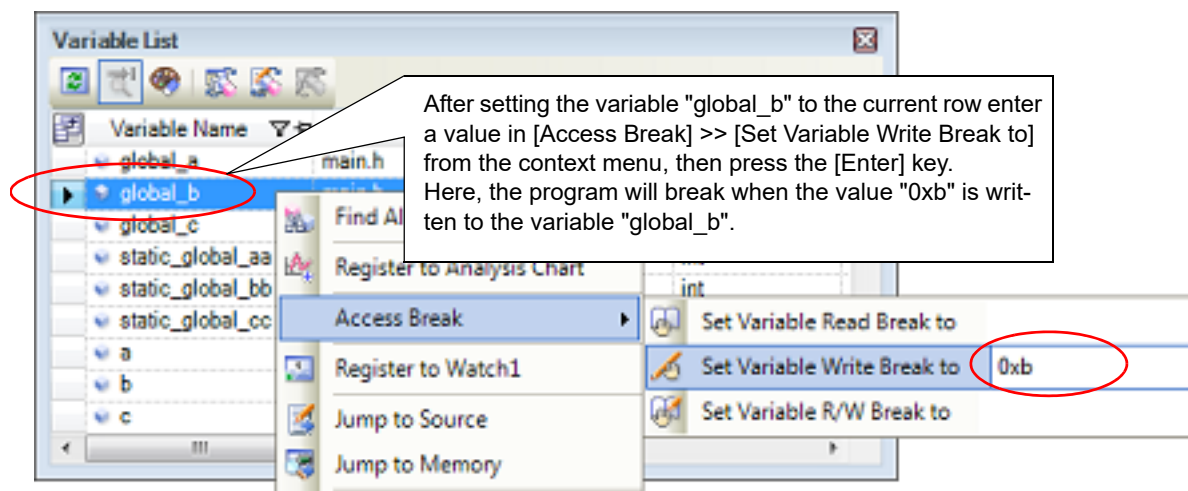 Variable List
After setting the variable "global_b" to the current row enter
a value in [Access Break] >> [Set Variable Write Break to]
from the context menu, then press the [Enter] key.
Here, the program will break when the value "0xb" is writ-
ten to the variable "global_b".
Variable Name
global_a main.h
global_b
global_c
static_global_aa
static_global_bb int
static_global_cc
a
b
c
Find Al
Register to Analysis Chart
Access Break
Register to Watch1
Jump to Source
Jump to Memory
Set Variable Read Break to
Set Variable Write Break to 0xb
Set Variable R/W Break to